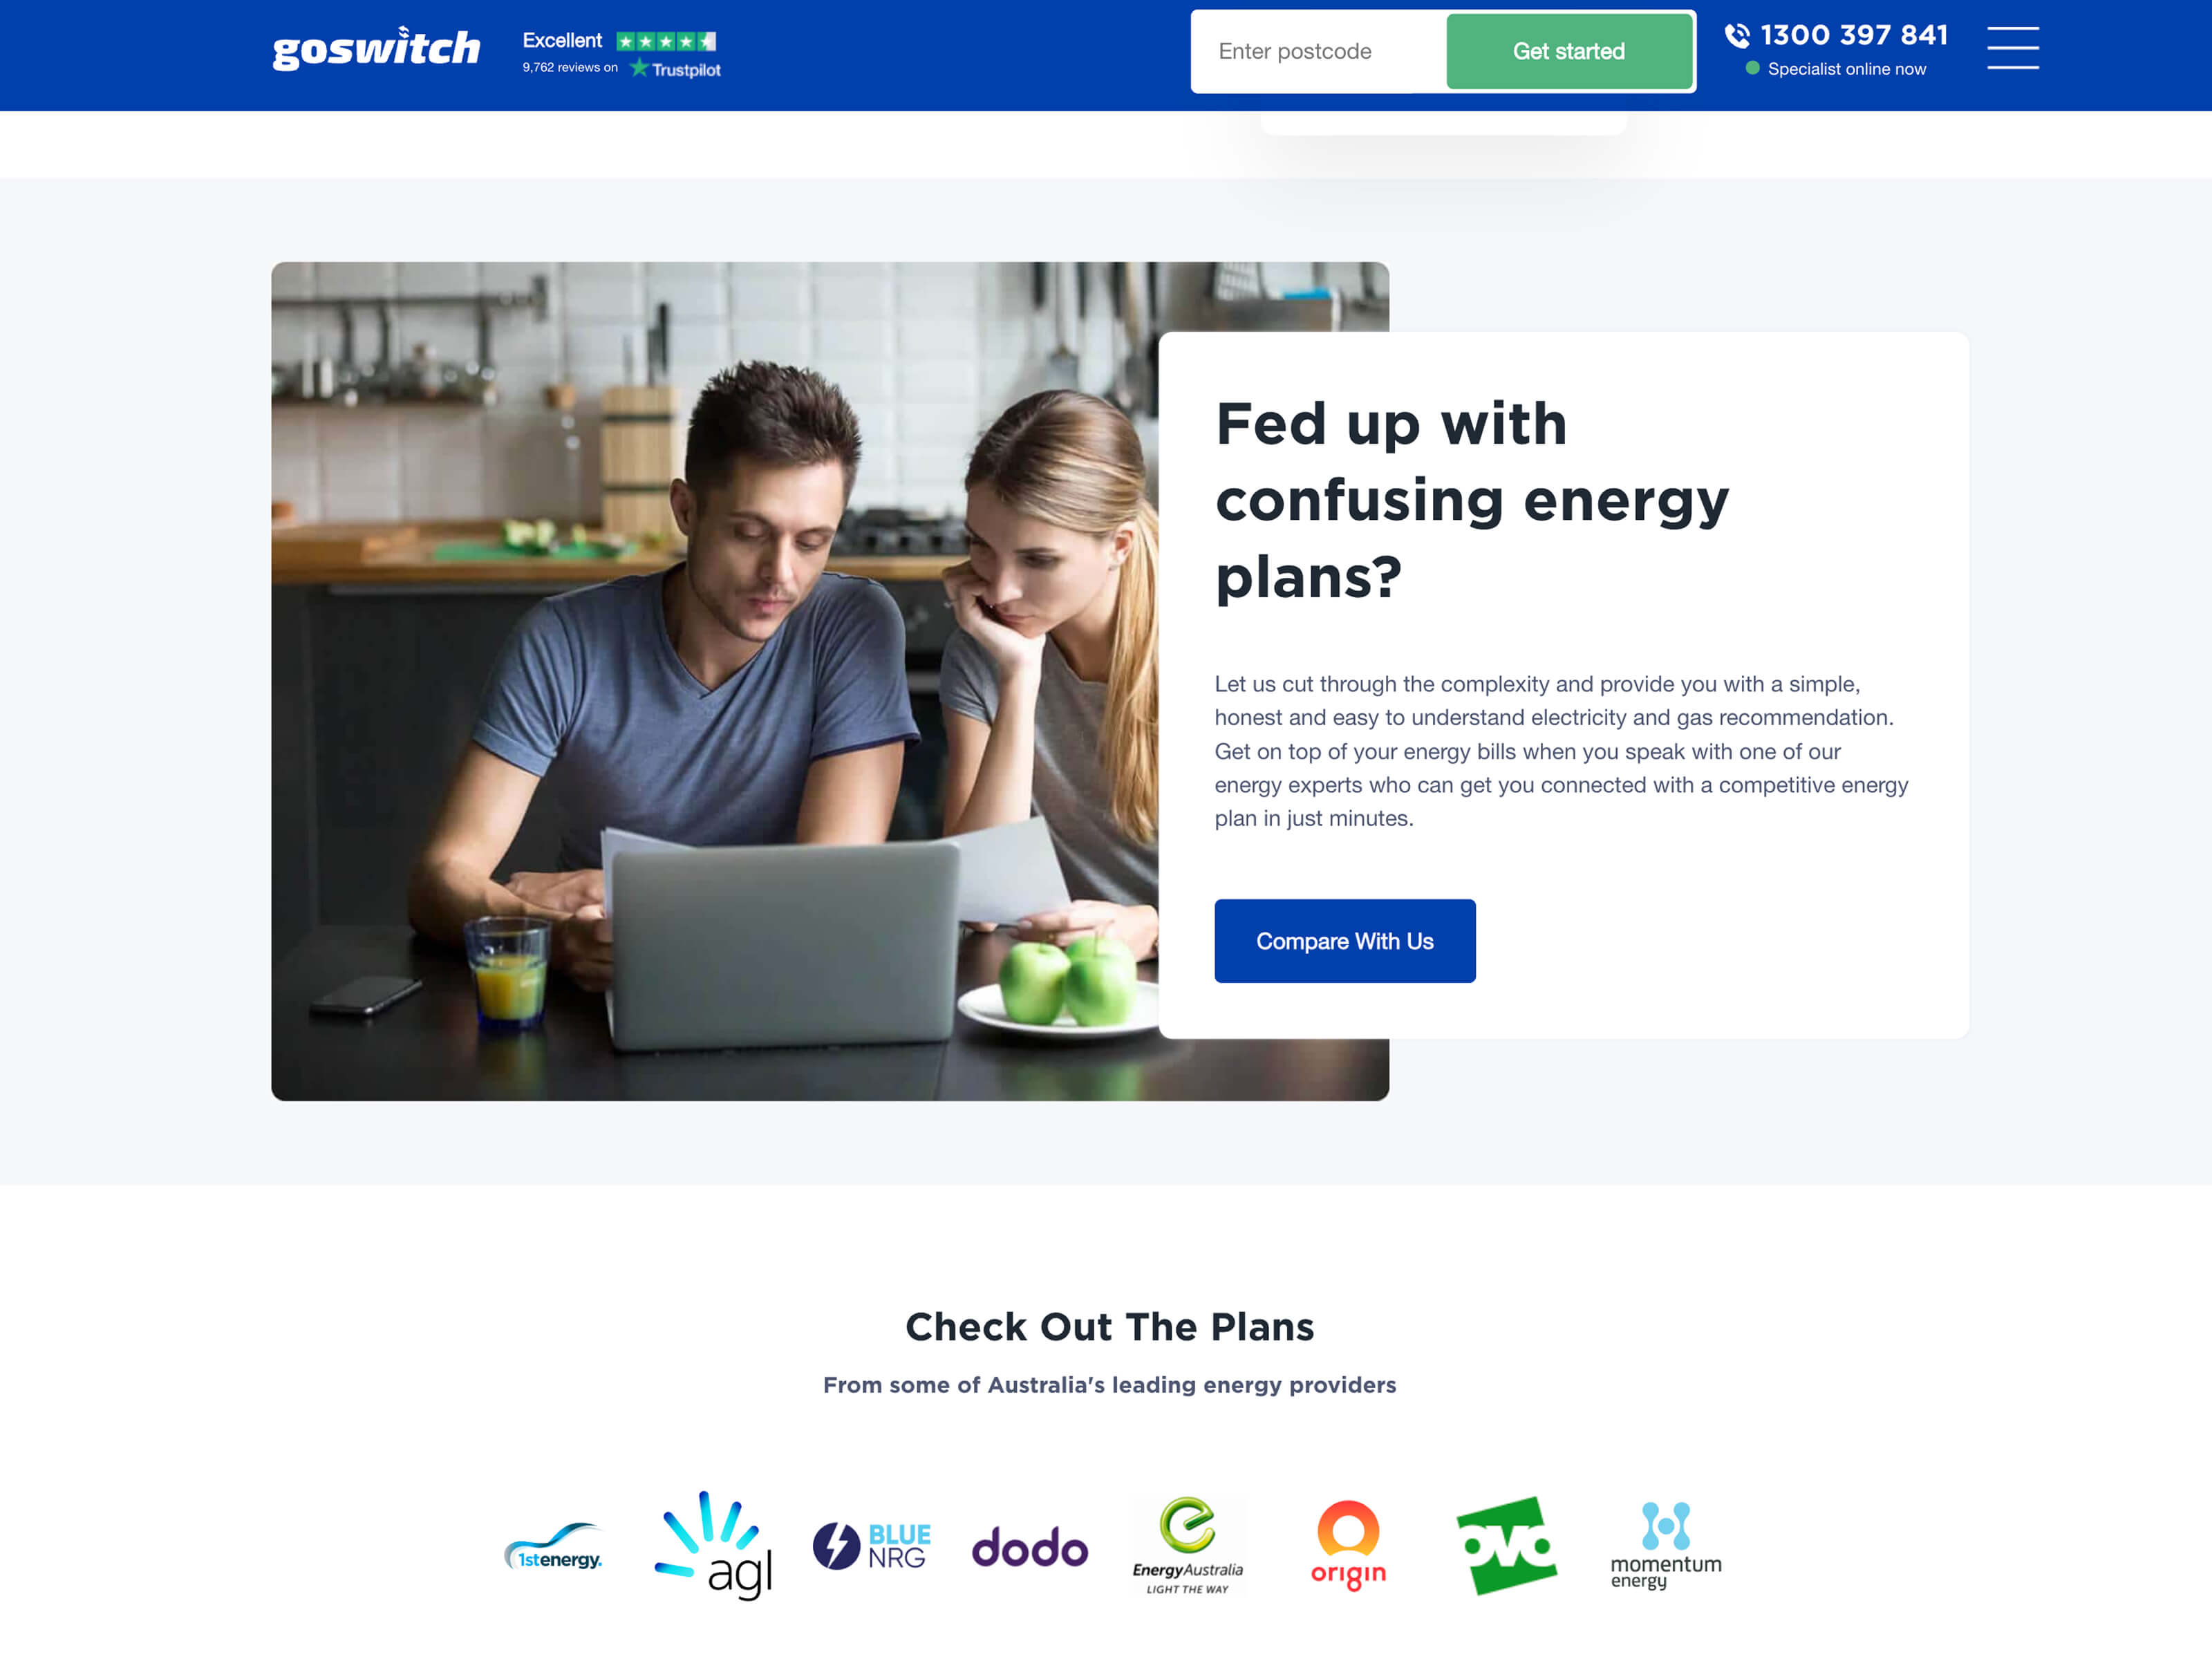 goswitch
Excellent
9,762 reviews on Trustpilot
Enter postcode
Get started
1300 397 841
Specialist online now
Fed up with
confusing energy
plans?
Let us cut through the complexity and provide you with a simple,
honest and easy to understand electricity and gas recommendation.
Get on top of your energy bills when you speak with one of our
energy experts who can get you connected with a competitive energy
plan in just minutes.
Compare With Us
Check Out The Plans
From some of Australia's leading energy providers
1stenergy.
agl
BLUE
NRG
dodo
EnergyAustralia
LIGHT THE WAY
origin
ovo
momentum
energy